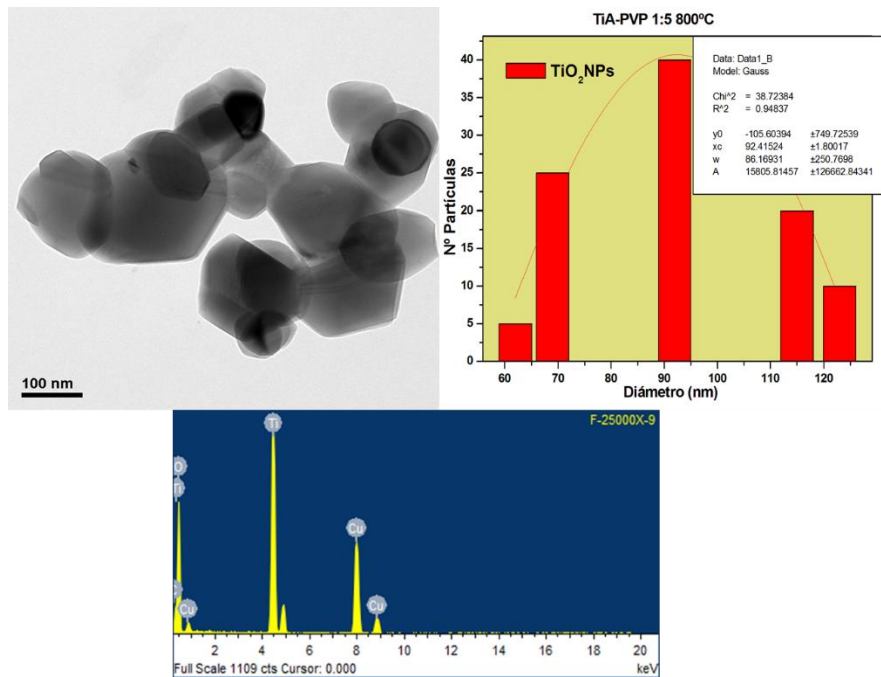 100 nm
TiA-PVP 1:5 800ºC
TiO2NPs
Data: Data1_B
Model: Gauss
Chi^2 = 38.72384
R^2 = 0.94837
y0 -105.60394 ±749.72539
xc 92.41524 ±1.80017
w 86.16931 ±250.7698
A 15805.81457 ±126662.84341
Nº Partículas
40
35
30
25
20
15
10
5
0
60 70 80 90 100 110 120
Diámetro (nm)
F-25000X-9
Ti
O
Ti
Cu
Cu
Cu
2 4 6 8 10 12 14 16 18 20
Full Scale 1109 cts Cursor: 0.000 keV